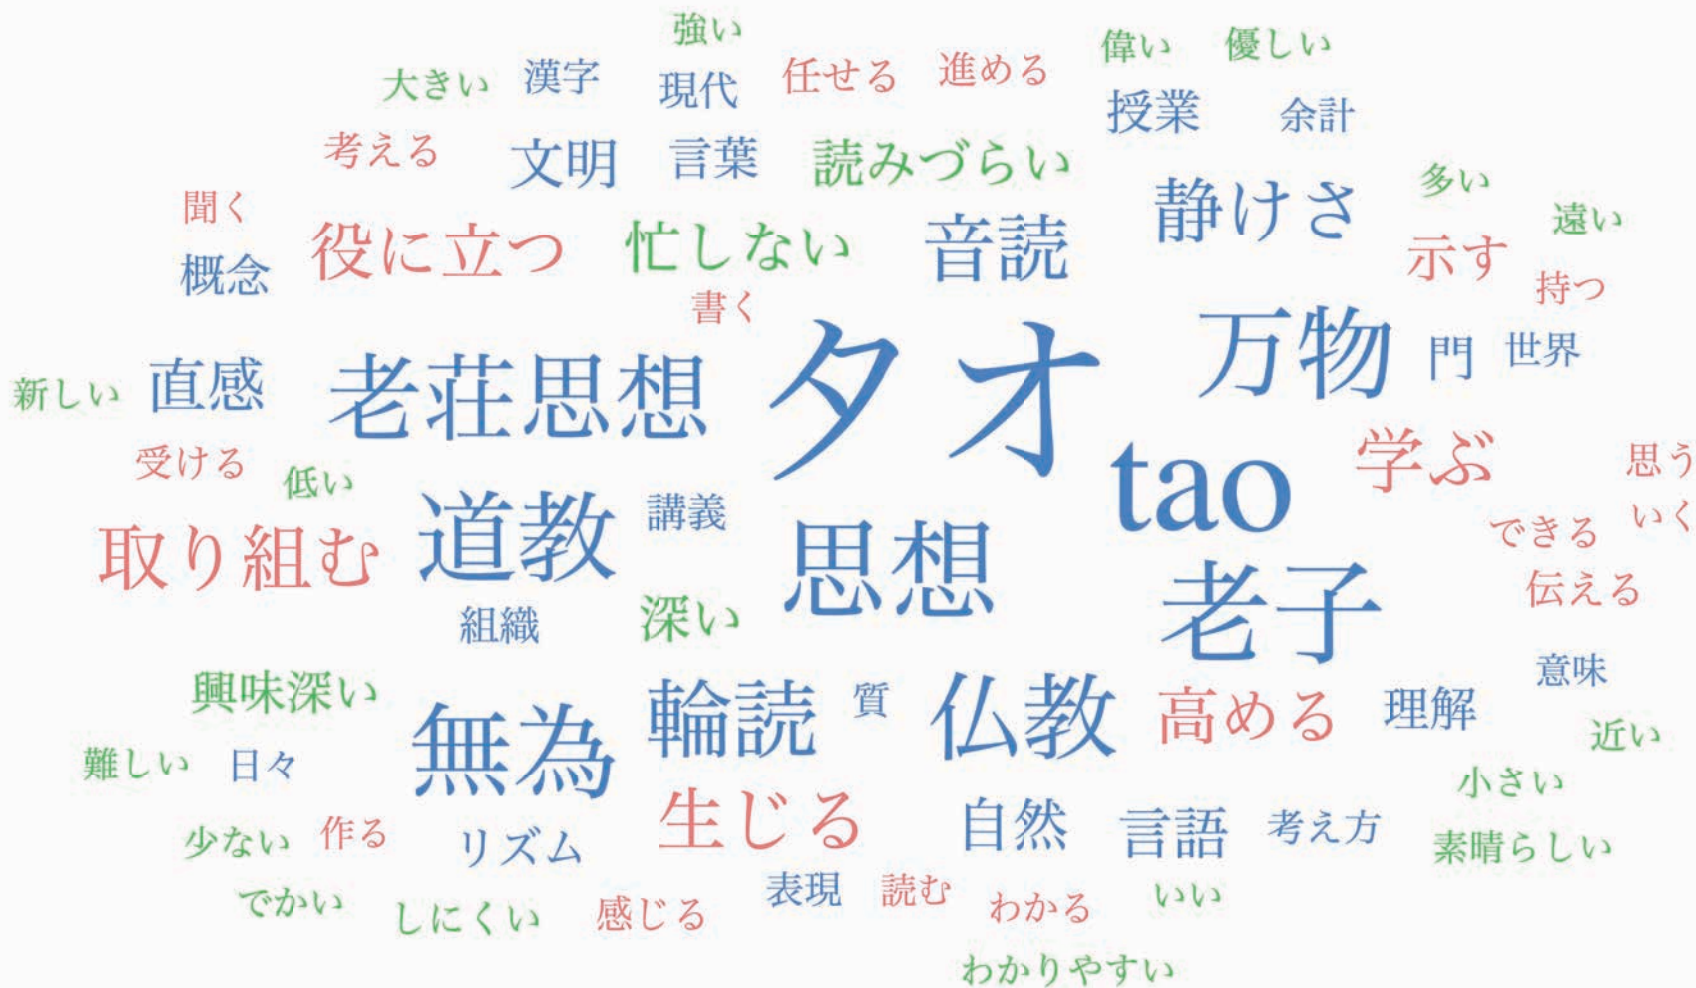 強い
偉い 優しい
大きい 漢字 現代 任せる 進める
授業 余計
考える 文明 言葉 読みづらい
多い
聞く 静けさ 遠い
概念 役に立つ 忙しない 音読 示す
書く 持つ
新しい 直感 老荘思想 タオ 万物 門 世界
受ける 低い tao 学ぶ 思う
取り組む 道教 講義 思想 できる いく
組織 深い 老子 伝える
興味深い 無為 輪読 質 仏教 高める 理解 意味
難しい 日々 近い
小さい
少ない 作る リズム 生じる 自然 言語 考え方 素晴らしい
でかい しにくい 感じる 表現 読む わかる いい
わかりやすい